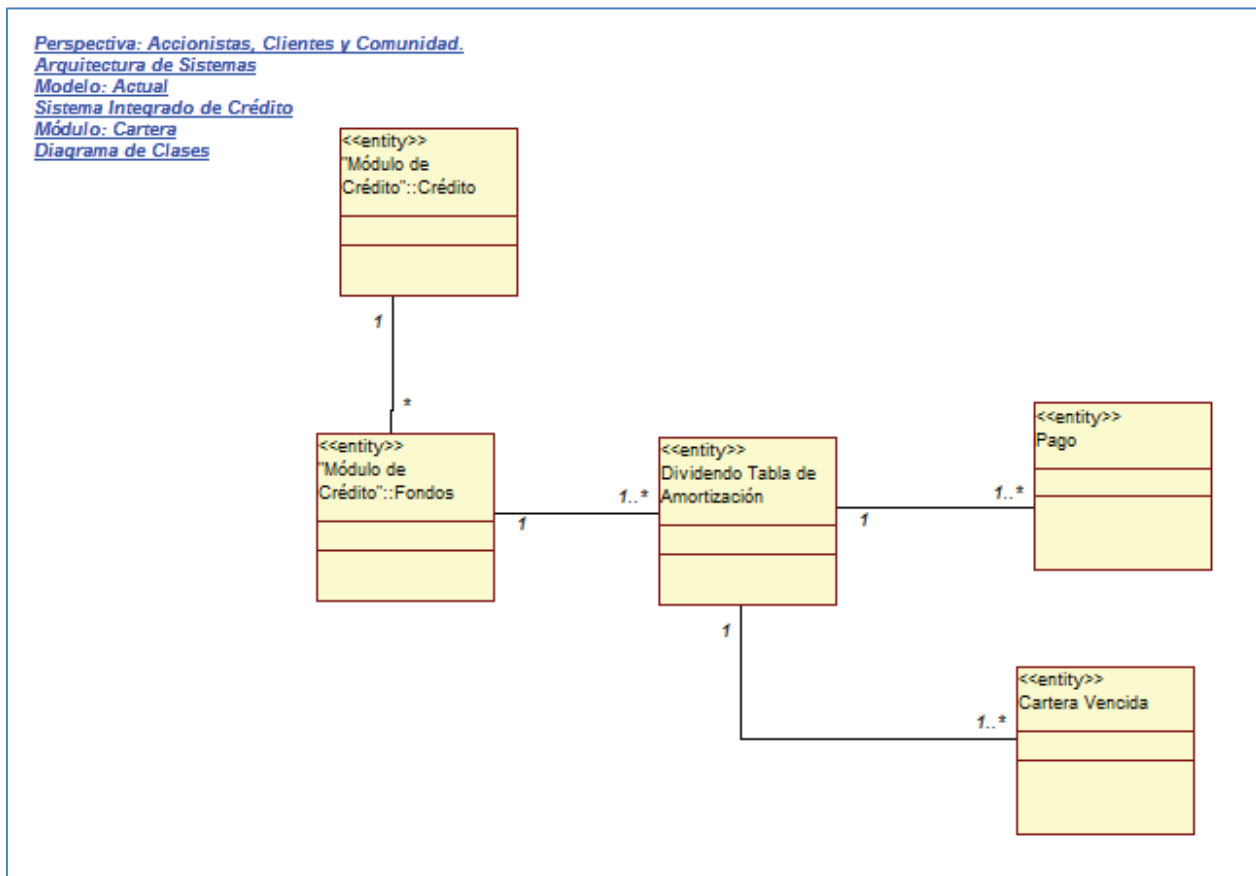 Perspectiva: Accionistas, Clientes y Comunidad.
Arquitectura de Sistemas
Modelo: Actual
Sistema Integrado de Crédito
Módulo: Cartera
Diagrama de Clases
<<entity>>
"Módulo de
Crédito"::Crédito
1
*
<<entity>>
"Módulo de
Crédito"::Fondos
1
1..*
<<entity>>
Dividendo Tabla de
Amortización
1
1..*
<<entity>>
Pago
1
1..*
<<entity>>
Cartera Vencida